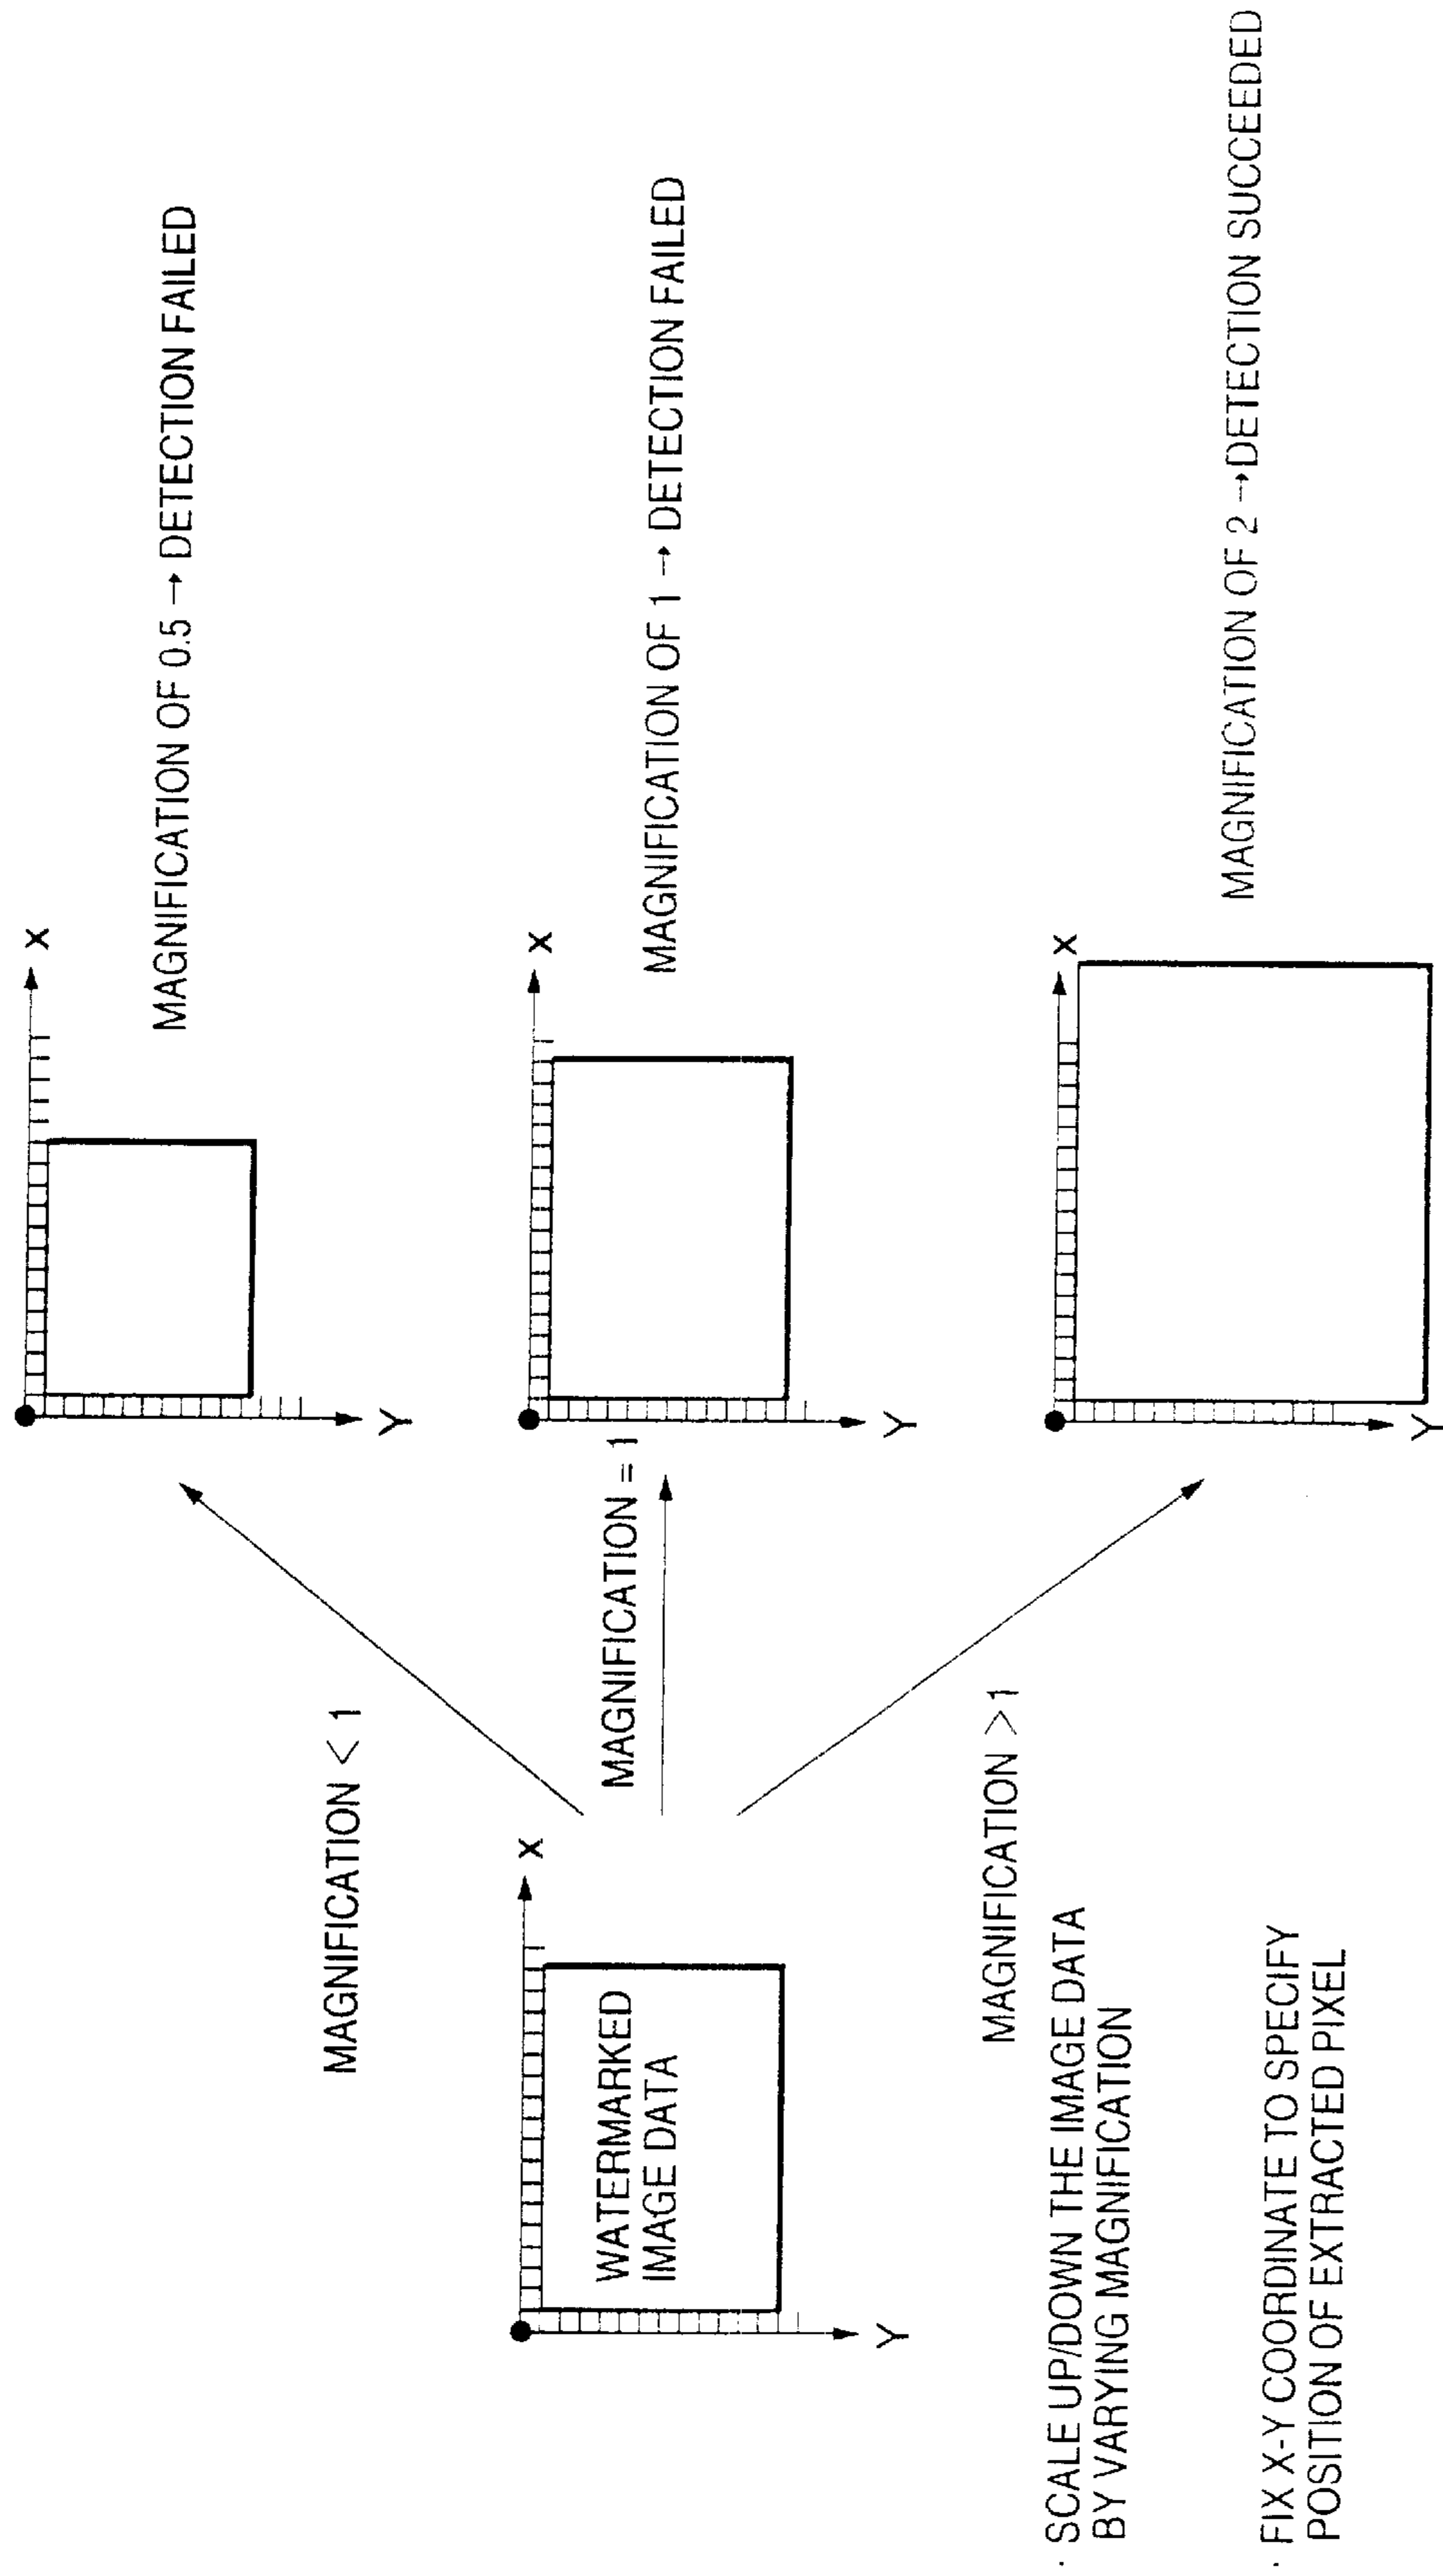 MAGNIFICATION < 1
X
Y
MAGNIFICATION OF 0.5 → DETECTION FAILED
X
Y
WATERMARKED
IMAGE DATA
MAGNIFICATION = 1
X
Y
MAGNIFICATION OF 1 → DETECTION FAILED
MAGNIFICATION > 1
X
Y
MAGNIFICATION OF 2 → DETECTION SUCCEEDED
· SCALE UP/DOWN THE IMAGE DATA
BY VARYING MAGNIFICATION
· FIX X-Y COORDINATE TO SPECIFY
POSITION OF EXTRACTED PIXEL